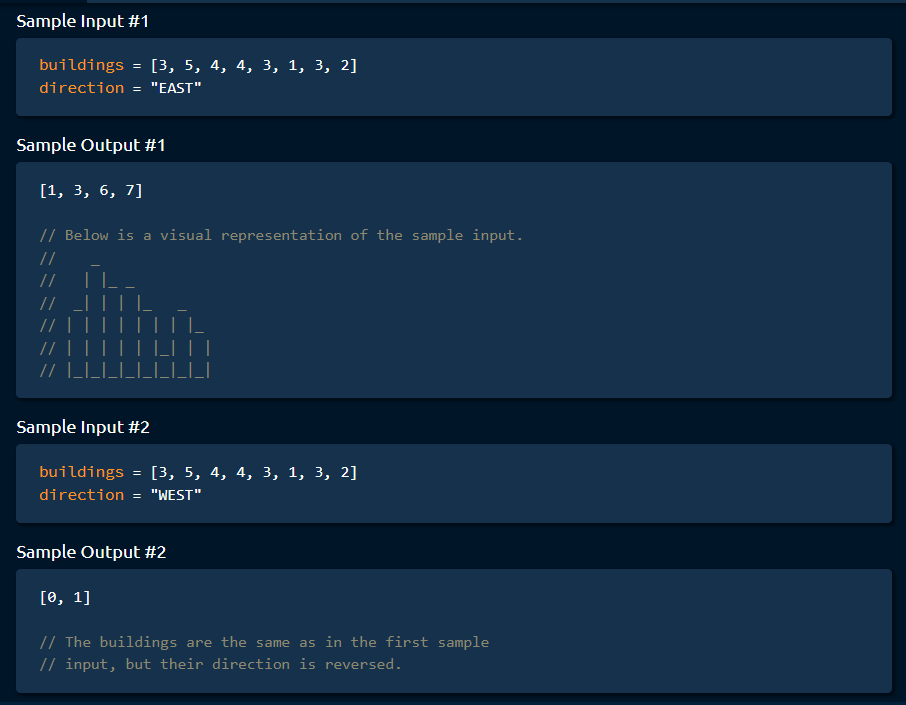 Sample Input #1
buildings = [3, 5, 4, 4, 3, 1, 3, 2]
direction = "EAST"
Sample Output #1
[1, 3, 6, 7]
// Below is a visual representation of the sample input.
//    _
//   | |_ _
//  _| | | |_   _
// | | | | | | | |_
// | | | | | |_| | |
// |_|_|_|_|_|_|_|_|
Sample Input #2
buildings = [3, 5, 4, 4, 3, 1, 3, 2]
direction = "WEST"
Sample Output #2
[0, 1]
// The buildings are the same as in the first sample
// input, but their direction is reversed.